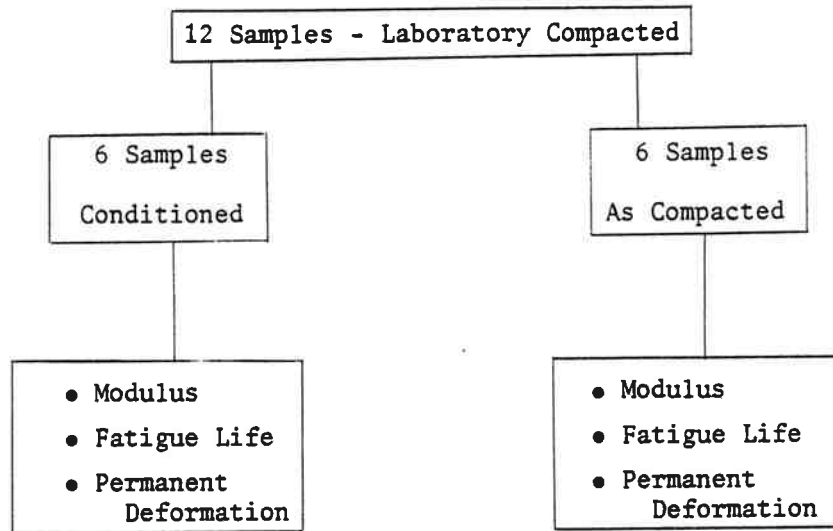 12 Samples - Laboratory Compacted
6 Samples
Conditioned
6 Samples
As Compacted
• Modulus
• Fatigue Life
• Permanent
Deformation
• Modulus
• Fatigue Life
• Permanent
Deformation